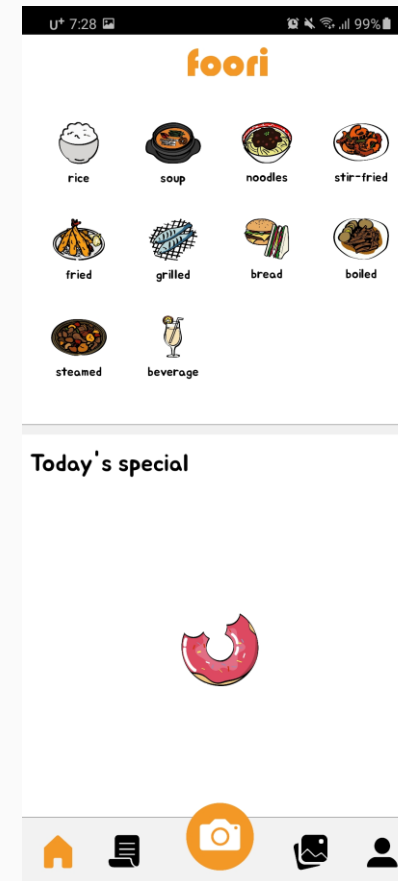 U+ 7:28 99%
foori
rice soup noodles stir-fried
fried grilled bread boiled
steamed beverage
Today's special